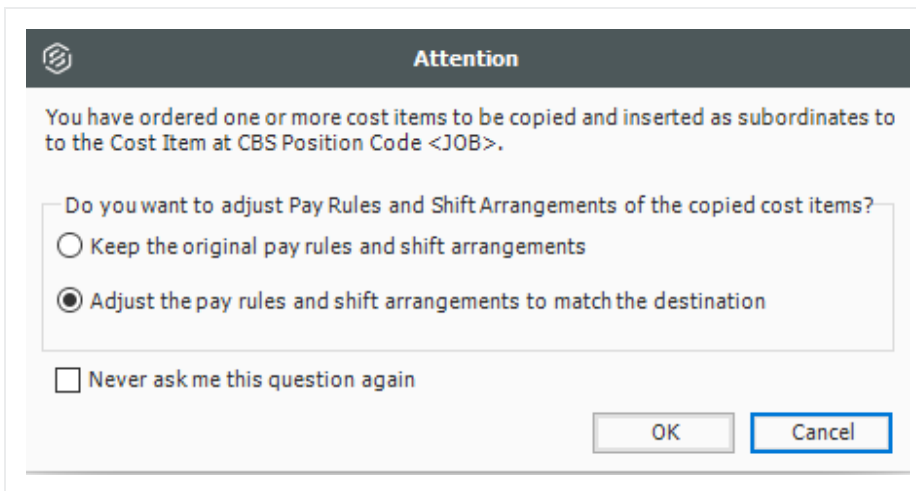 Attention
You have ordered one or more cost items to be copied and inserted as subordinates to
to the Cost Item at CBS Position Code <JOB>.
Do you want to adjust Pay Rules and Shift Arrangements of the copied cost items?
Keep the original pay rules and shift arrangements
Adjust the pay rules and shift arrangements to match the destination
Never ask me this question again
OK Cancel